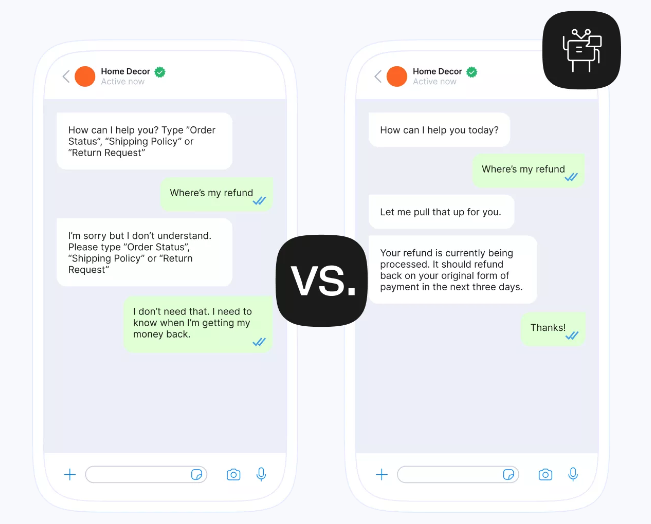 Home Decor
Active now
How can I help you? Type “Order
Status”, “Shipping Policy” or
“Return Request”
Where’s my refund
I’m sorry but I don’t understand.
Please type “Order Status”,
“Shipping Policy” or “Return
Request”
I don’t need that. I need to
know when I’m getting my
money back.
VS.
Home Decor
Active now
How can I help you today?
Where’s my refund
Let me pull that up for you.
Your refund is currently being
processed. It should refund
back on your original form of
payment in the next three days.
Thanks!